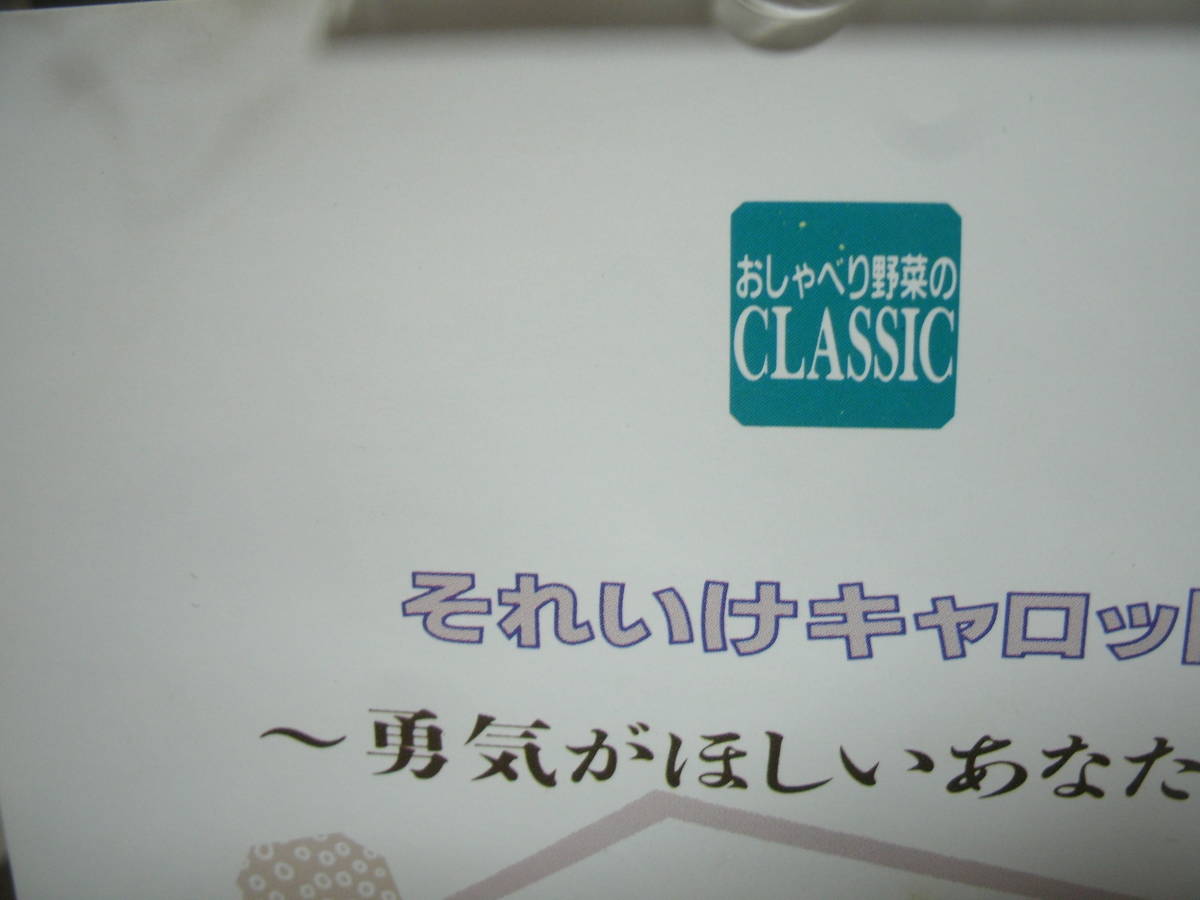 おしゃべり野菜の
CLASSIC
それいけキャロット
～勇気がほしいあなた